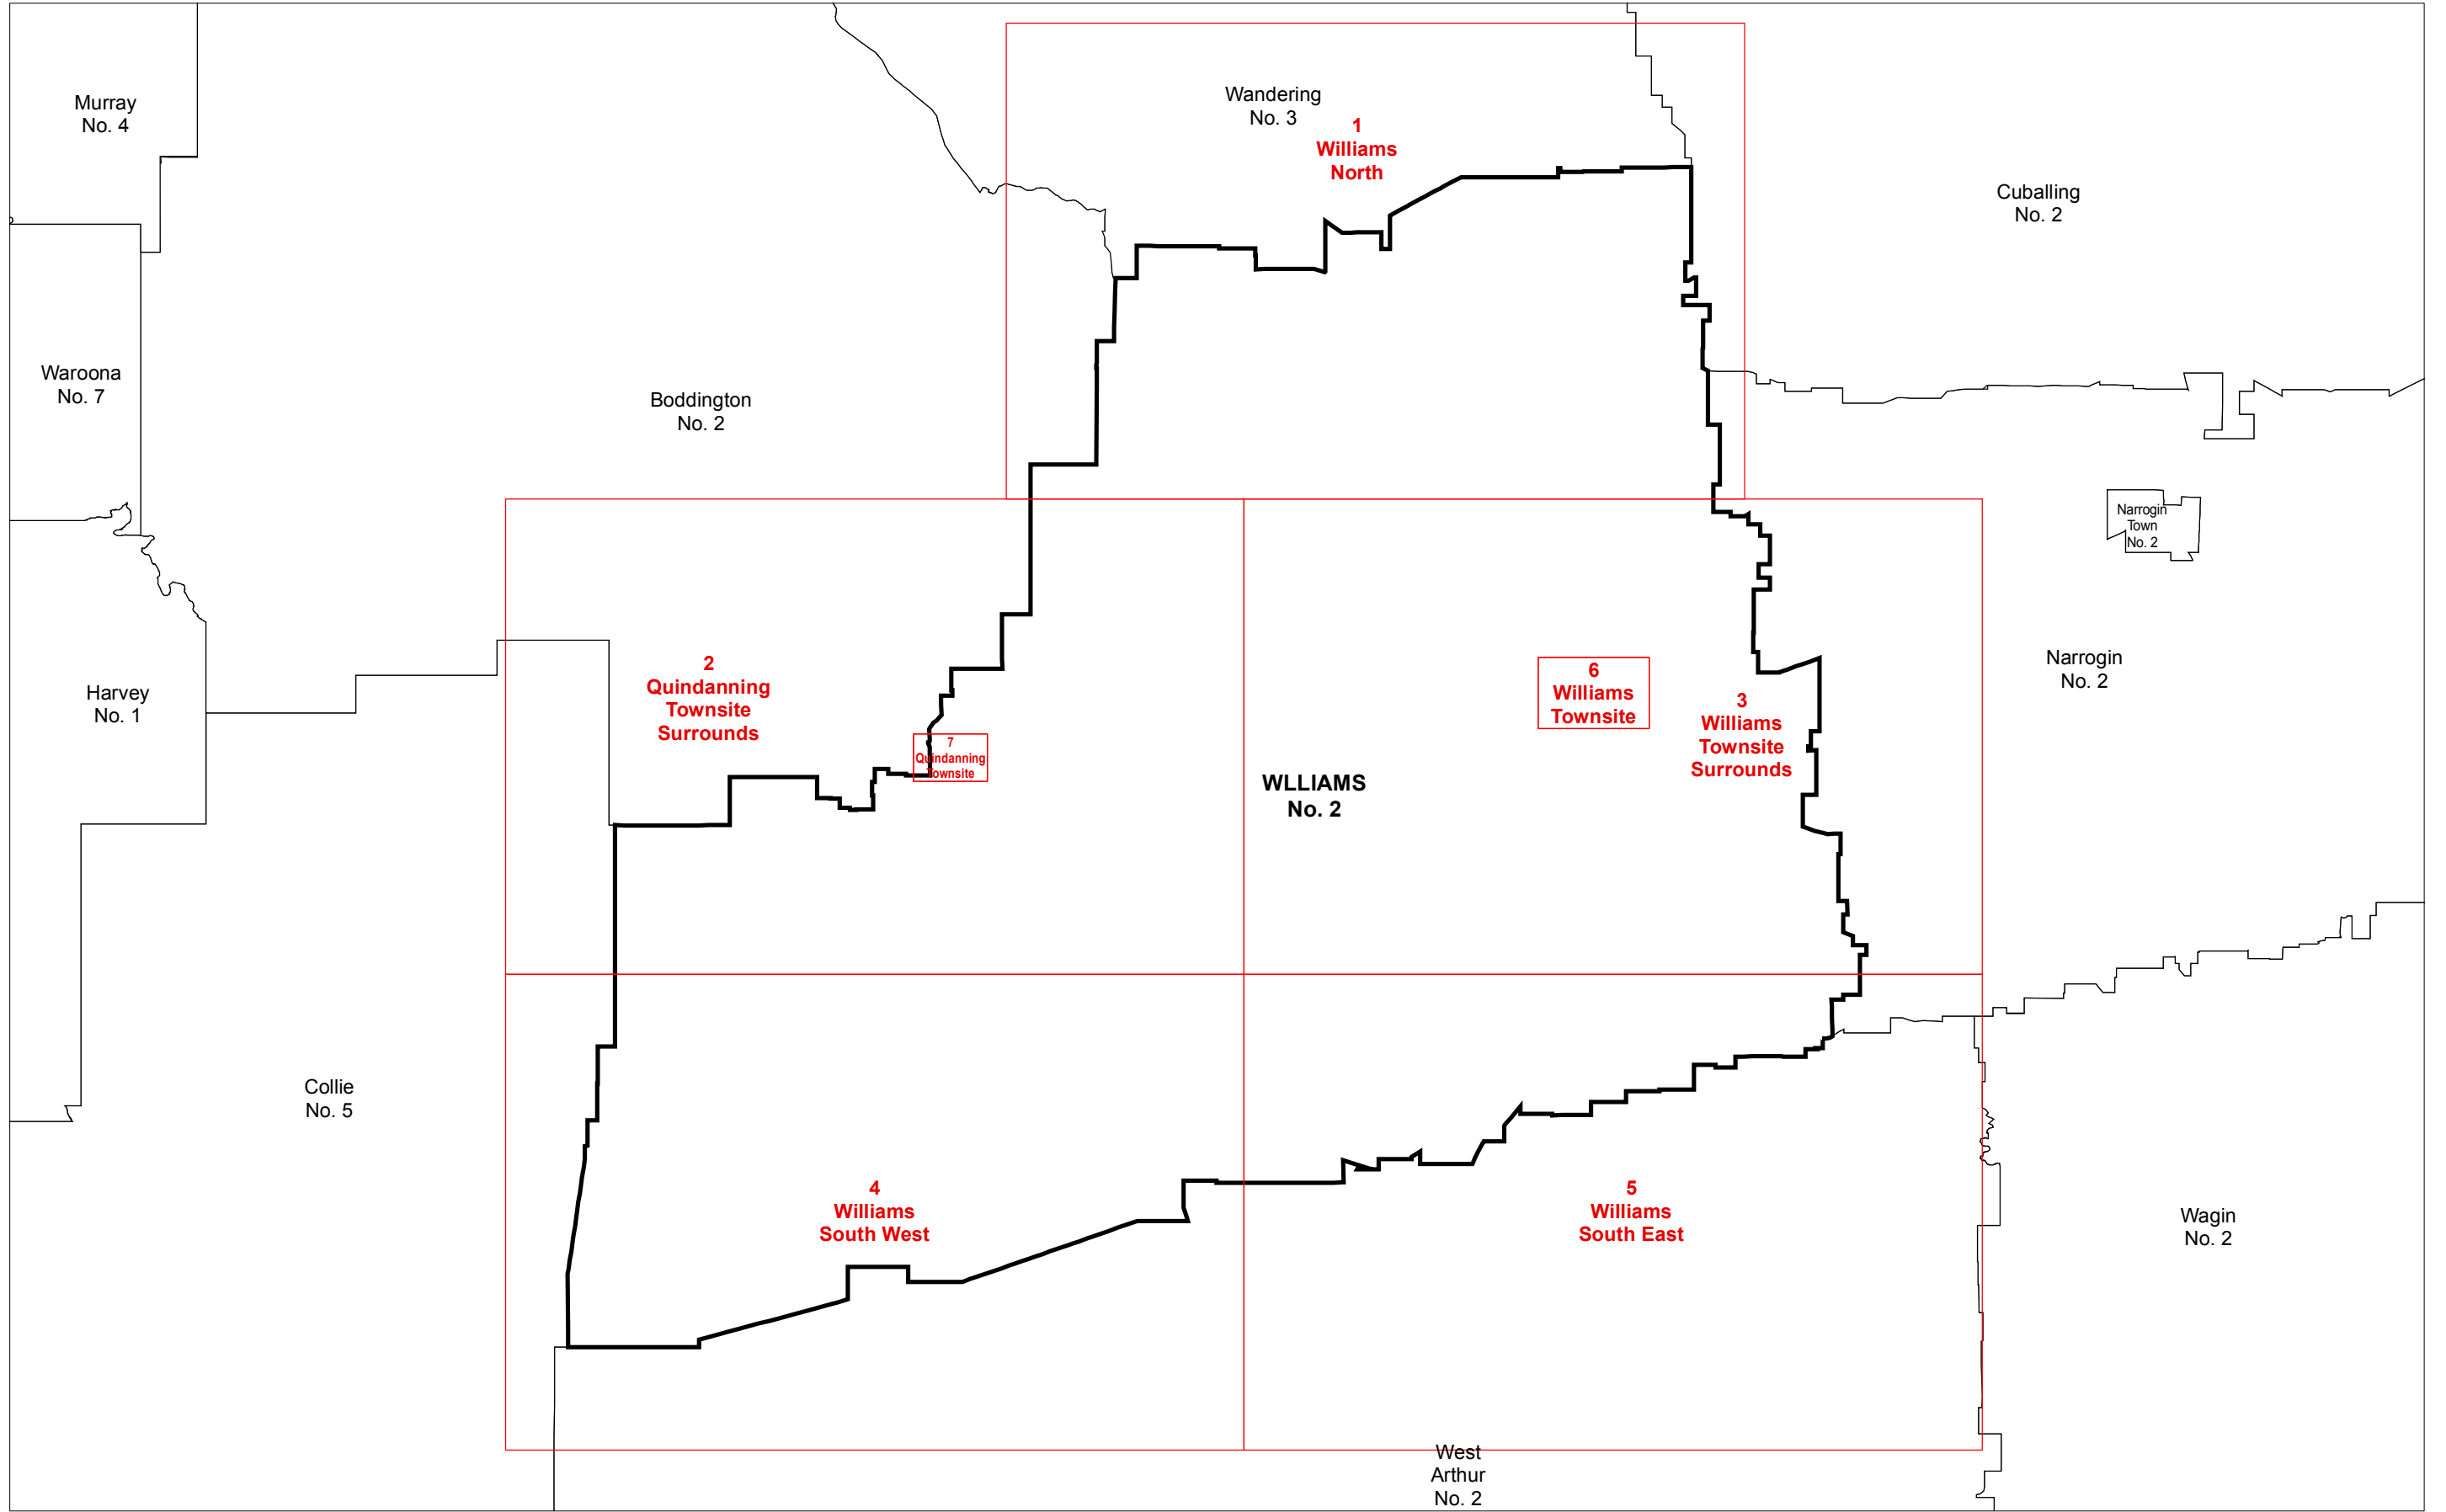 Murray
No. 4
Wandering
No. 3
1
Williams
North
Cuballing
No. 2
Waroona
No. 7
Boddington
No. 2
Narrogin
Town
No. 2
Harvey
No. 1
2
Quindanning
Townsite
Surrounds
7
Quindanning
Townsite
6
Williams
Townsite
3
Williams
Townsite
Surrounds
Narrogin
No. 2
WLLIAMS
No. 2
Collie
No. 5
4
Williams
South West
5
Williams
South East
Wagin
No. 2
West
Arthur
No. 2